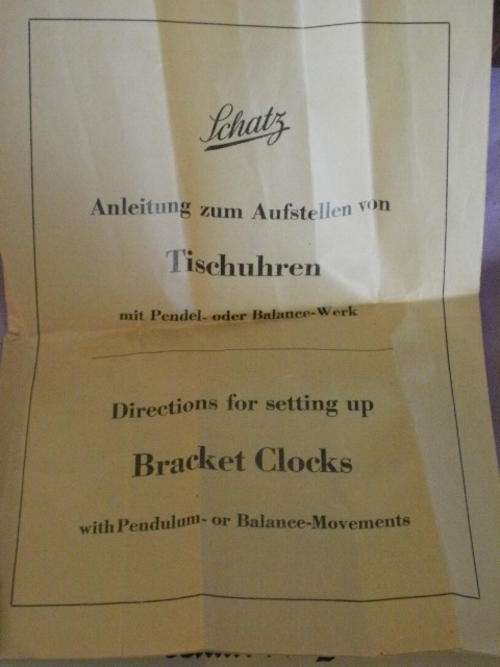 Schatz
Anleitung zum Aufstellen von
Tischuhren
mit Pendel- oder Balance-Werk
Directions for setting up
Bracket Clocks
with Pendulum- or Balance-Movements